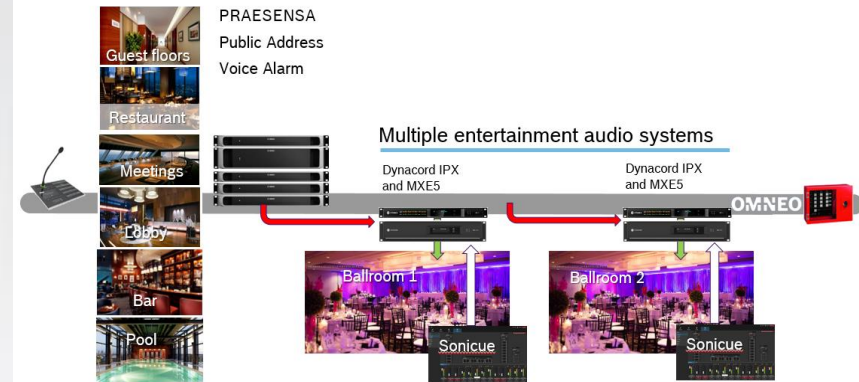 PRAESENSA
Public Address
Voice Alarm
Guest floors
Restaurant
Meetings
Lobby
Bar
Pool
Multiple entertainment audio systems
Dynacord IPX
and MXE5
Dynacord IPX
and MXE5
OMNEO
Ballroom 1
Ballroom 2
Sonicue
Sonicue